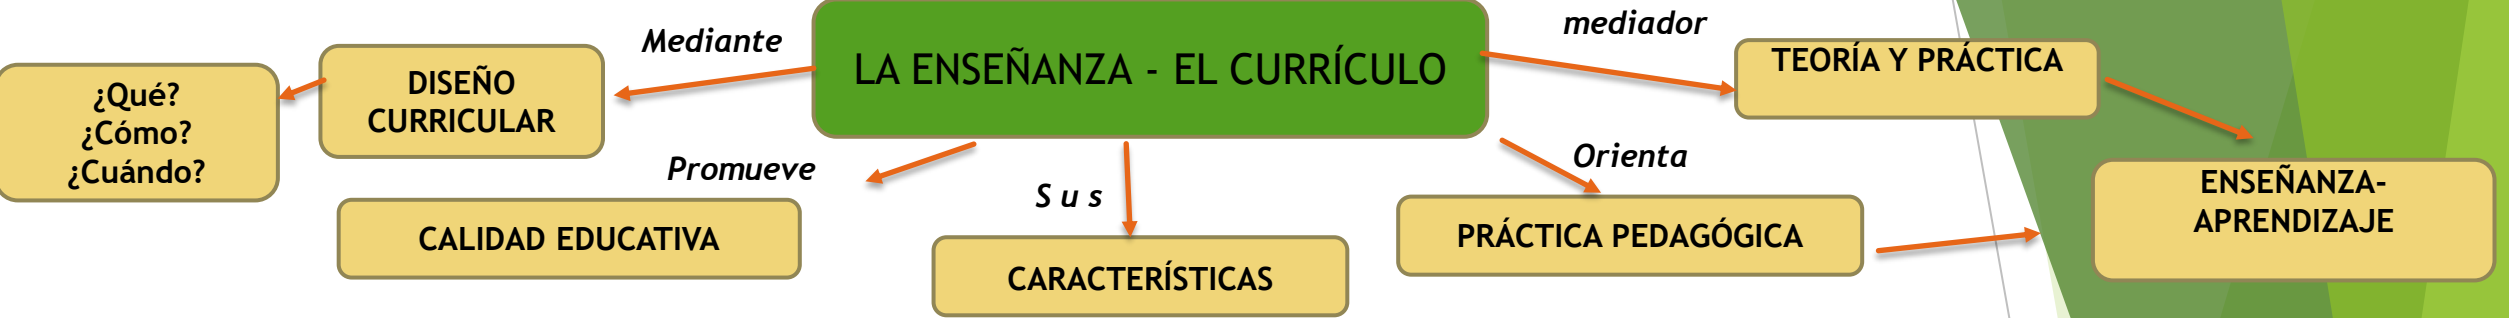 ¿Qué?
¿Cómo?
¿Cuándo?
DISEÑO
CURRICULAR
Mediante
LA ENSEÑANZA - EL CURRÍCULO
mediador
TEORÍA Y PRÁCTICA
Promueve
CALIDAD EDUCATIVA
S u s
CARACTERÍSTICAS
Orienta
PRÁCTICA PEDAGÓGICA
ENSEÑANZA-
APRENDIZAJE